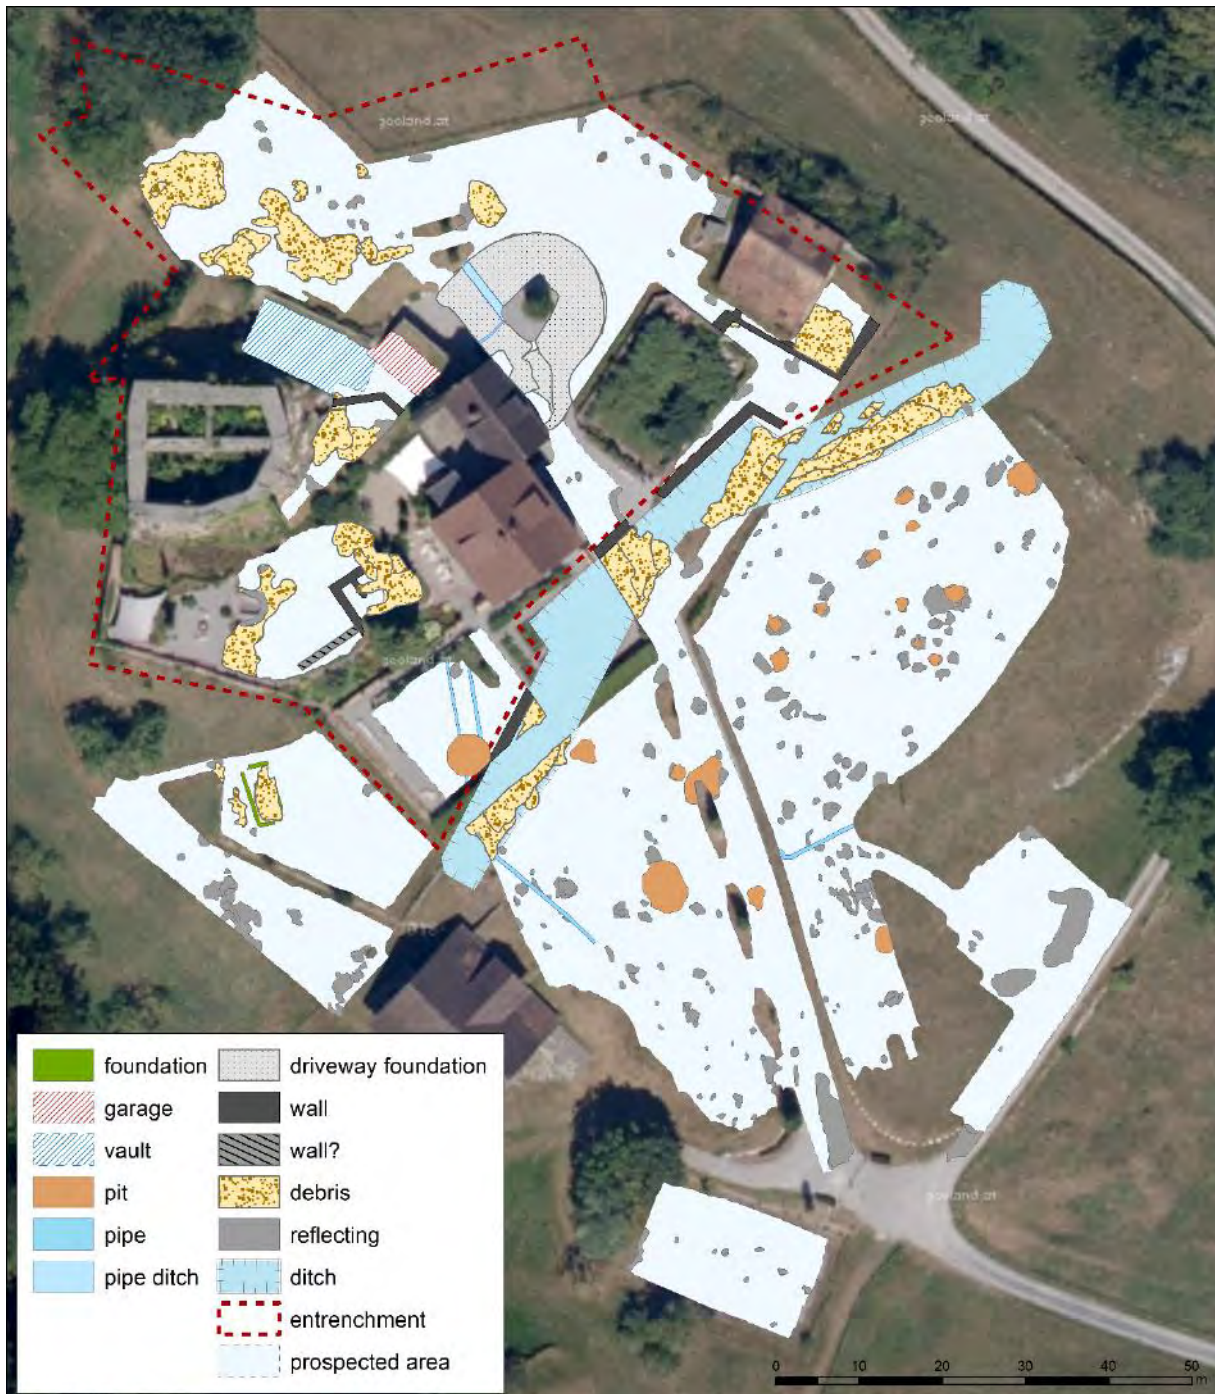 geoland.at
geoland.at
geoland.at
foundation
garage
vault
pit
pipe
pipe ditch
driveway foundation
wall
wall?
debris
reflecting
ditch
entrenchment
prospected area
geoland.at
0 10 20 30 40 50
m